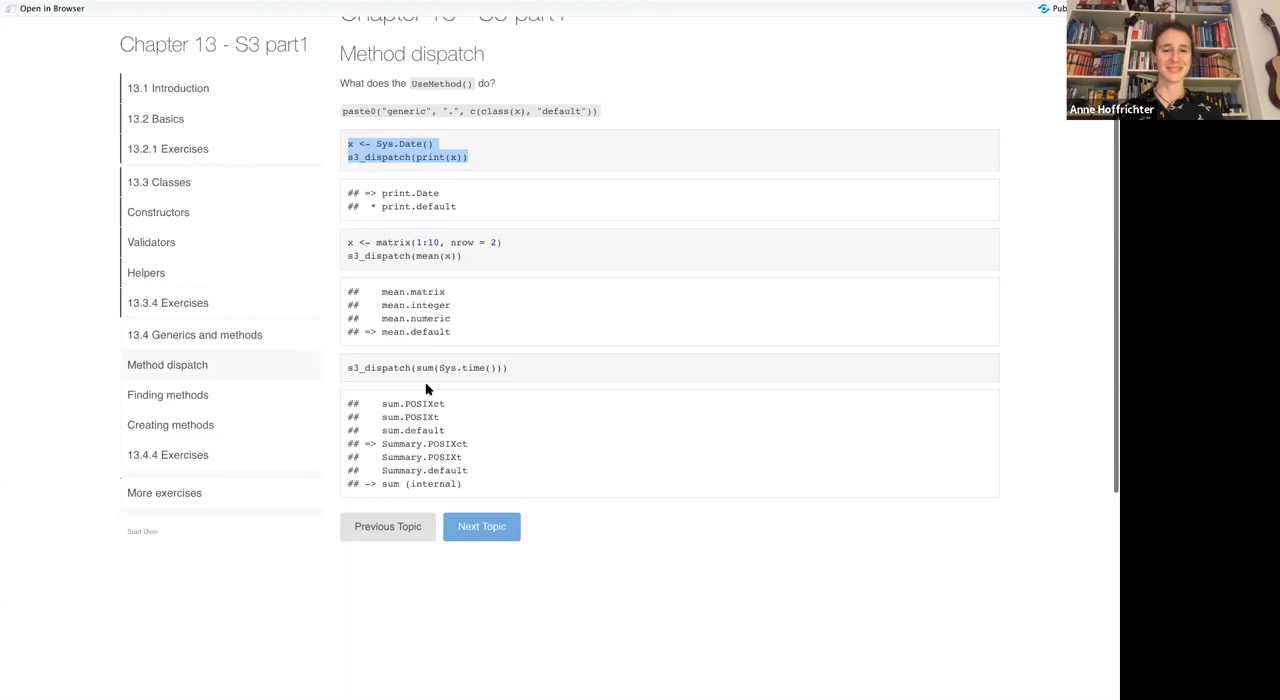 Open in Browser
Pub
Chapter 13 - S3 part1
Anne Hoffrichter
Chapter 13 - S3 part1
13.1 Introduction
13.2 Basics
13.2.1 Exercises
13.3 Classes
Constructors
Validators
Helpers
13.3.4 Exercises
13.4 Generics and methods
Method dispatch
Finding methods
Creating methods
13.4.4 Exercises
More exercises
Start Over
Method dispatch
What does the UseMethod() do?
paste0("generic", ".", c(class(x), "default"))
x <- Sys.Date()
s3_dispatch(print(x))
## => print.Date
##  * print.default
x <- matrix(1:10, nrow = 2)
s3_dispatch(mean(x))
##    mean.matrix
##    mean.integer
##    mean.numeric
## => mean.default
s3_dispatch(sum(Sys.time()))
##    sum.POSIXct
##    sum.POSIXt
##    sum.default
## => Summary.POSIXct
##    Summary.POSIXt
##    Summary.default
## -> sum (internal)
Previous Topic
Next Topic